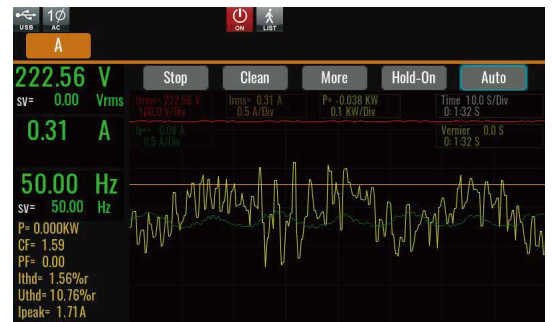 USB
1Ø
AC
ON
LIST
A
222.56 V
sv= 0.00 Vrms
0.31 A
50.00 Hz
sv= 50.00 Hz
P= 0.000KW
CF= 1.59
PF= 0.00
Ithd= 1.56%r
Uthd= 10.76%r
Ipeak= 1.71A
Stop
Clean
More
Hold-On
Auto
Urms= 222.56 V
100.0 V/Div
Irms= 0.31 A
0.5 A/Div
P= -0.038 KW
0.1 KW/Div
Time 10.0 S/Div
0: 1:32 S
0.08 A
0.5 A/Div
Vernier 0.0 S
0: 1:32 S